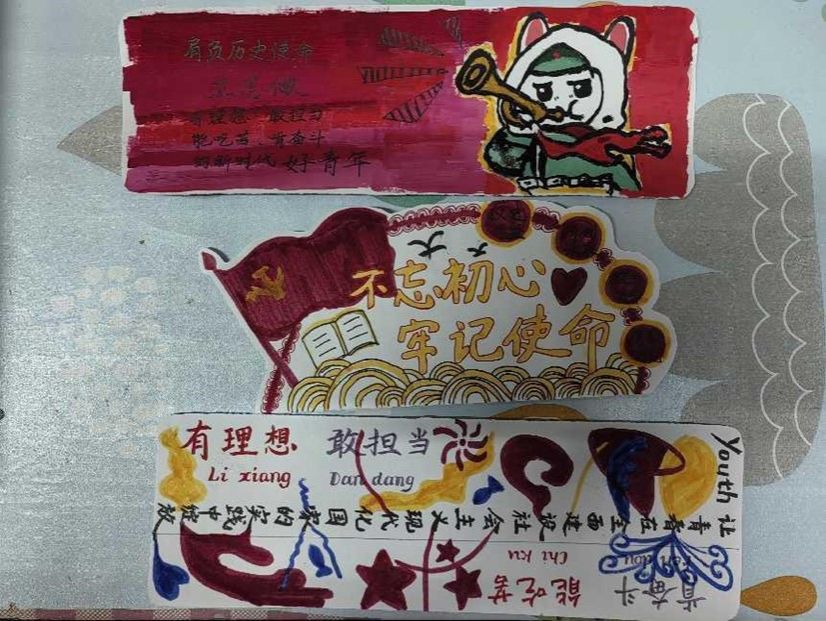 肩负历史使命
有理想 敢担当
能吃苦、肯奋斗
的新时代好青年
不忘初心
牢记使命
有理想 敢担当
Li xiang Dan dang
Youth
让青春在全面建设社会主义现代化国家的实践中绽放
肯奋斗 能吃苦
Chi ku